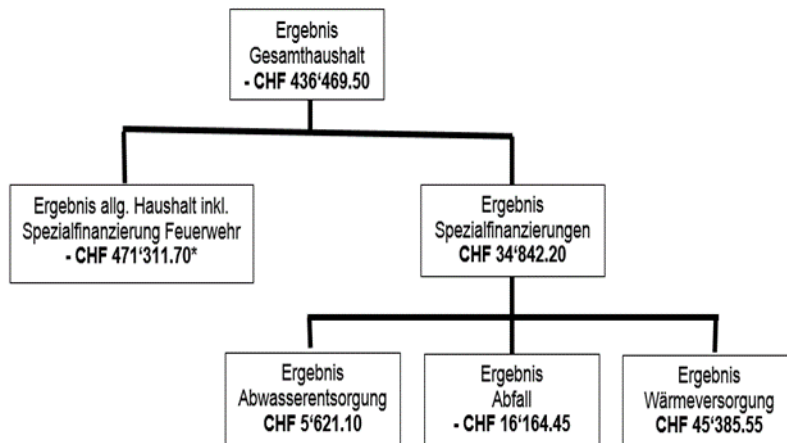 Ergebnis
Gesamthaushalt
- CHF 436‘469.50
Ergebnis allg. Haushalt inkl.
Spezialfinanzierung Feuerwehr
- CHF 471‘311.70*
Ergebnis
Spezialfinanzierungen
CHF 34‘842.20
Ergebnis
Abwasserentsorgung
CHF 5‘621.10
Ergebnis
Abfall
- CHF 16‘164.45
Ergebnis
Wärmeversorgung
CHF 45‘385.55